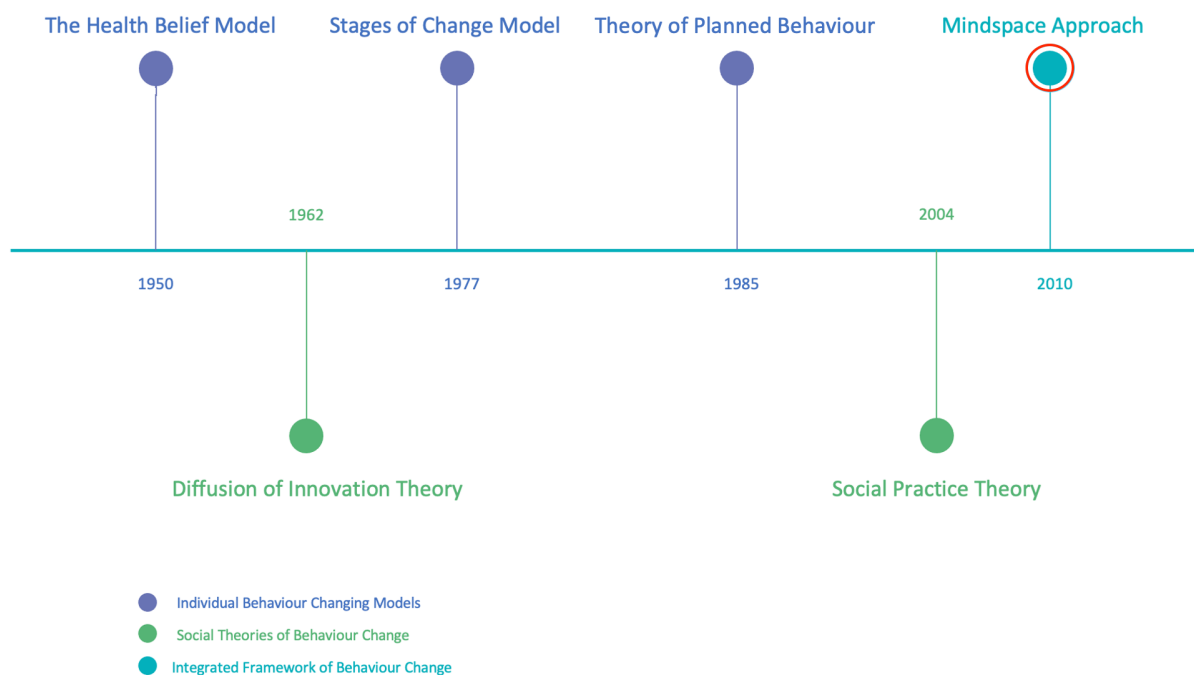 The Health Belief Model
Stages of Change Model
Theory of Planned Behaviour
Mindspace Approach
1962
2004
1950
1977
1985
2010
Diffusion of Innovation Theory
Social Practice Theory
Individual Behaviour Changing Models
Social Theories of Behaviour Change
Integrated Framework of Behaviour Change